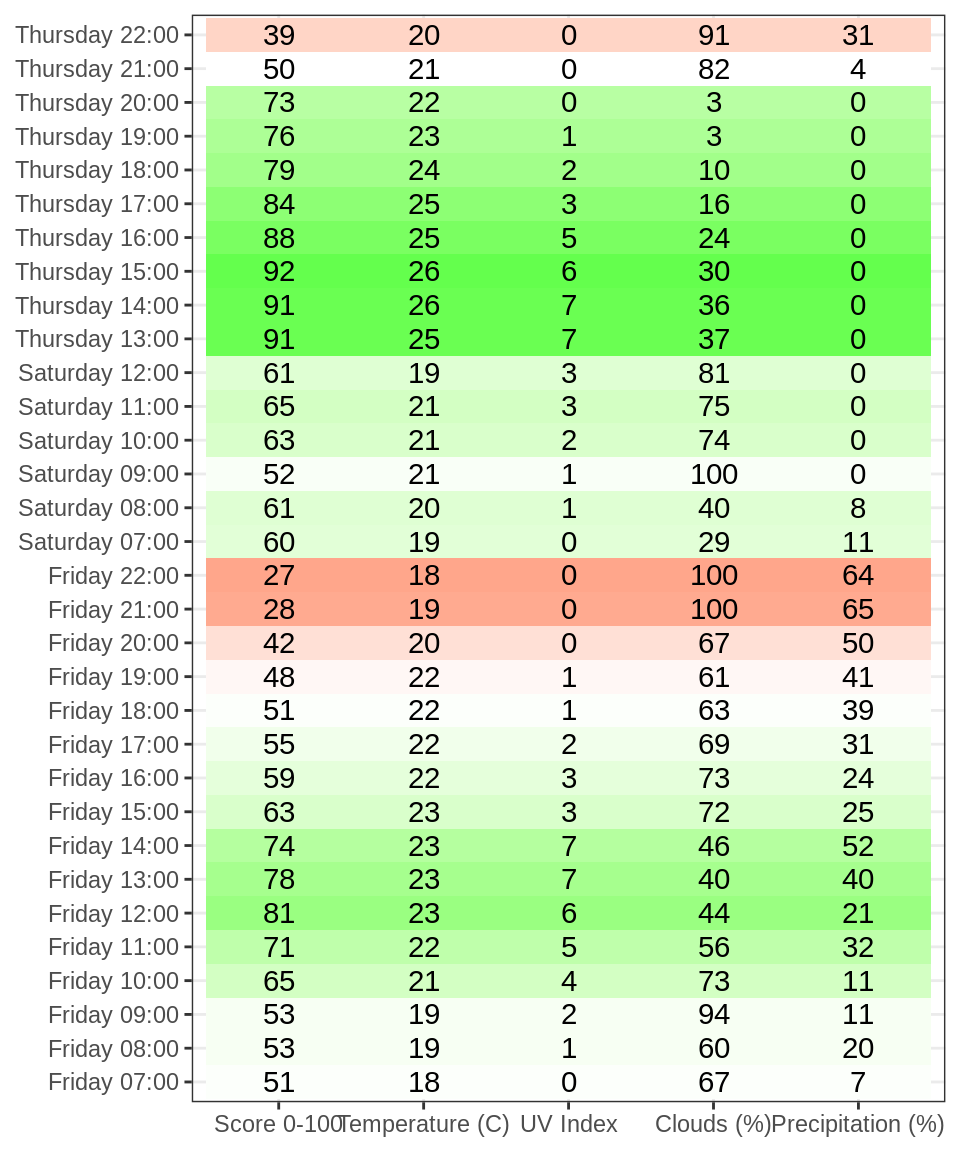 Thursday 22:00 39 20 0 91 31
Thursday 21:00 50 21 0 82 4
Thursday 20:00 73 22 0 3 0
Thursday 19:00 76 23 1 3 0
Thursday 18:00 79 24 2 10 0
Thursday 17:00 84 25 3 16 0
Thursday 16:00 88 25 5 24 0
Thursday 15:00 92 26 6 30 0
Thursday 14:00 91 26 7 36 0
Thursday 13:00 91 25 7 37 0
Saturday 12:00 61 19 3 81 0
Saturday 11:00 65 21 3 75 0
Saturday 10:00 63 21 2 74 0
Saturday 09:00 52 21 1 100 0
Saturday 08:00 61 20 1 40 8
Saturday 07:00 60 19 0 29 11
Friday 22:00 27 18 0 100 64
Friday 21:00 28 19 0 100 65
Friday 20:00 42 20 0 67 50
Friday 19:00 48 22 1 61 41
Friday 18:00 51 22 1 63 39
Friday 17:00 55 22 2 69 31
Friday 16:00 59 22 3 73 24
Friday 15:00 63 23 3 72 25
Friday 14:00 74 23 7 46 52
Friday 13:00 78 23 7 40 40
Friday 12:00 81 23 6 44 21
Friday 11:00 71 22 5 56 32
Friday 10:00 65 21 4 73 11
Friday 09:00 53 19 2 94 11
Friday 08:00 53 19 1 60 20
Friday 07:00 51 18 0 67 7
Score 0-100 Temperature (C) UV Index Clouds (%) Precipitation (%)